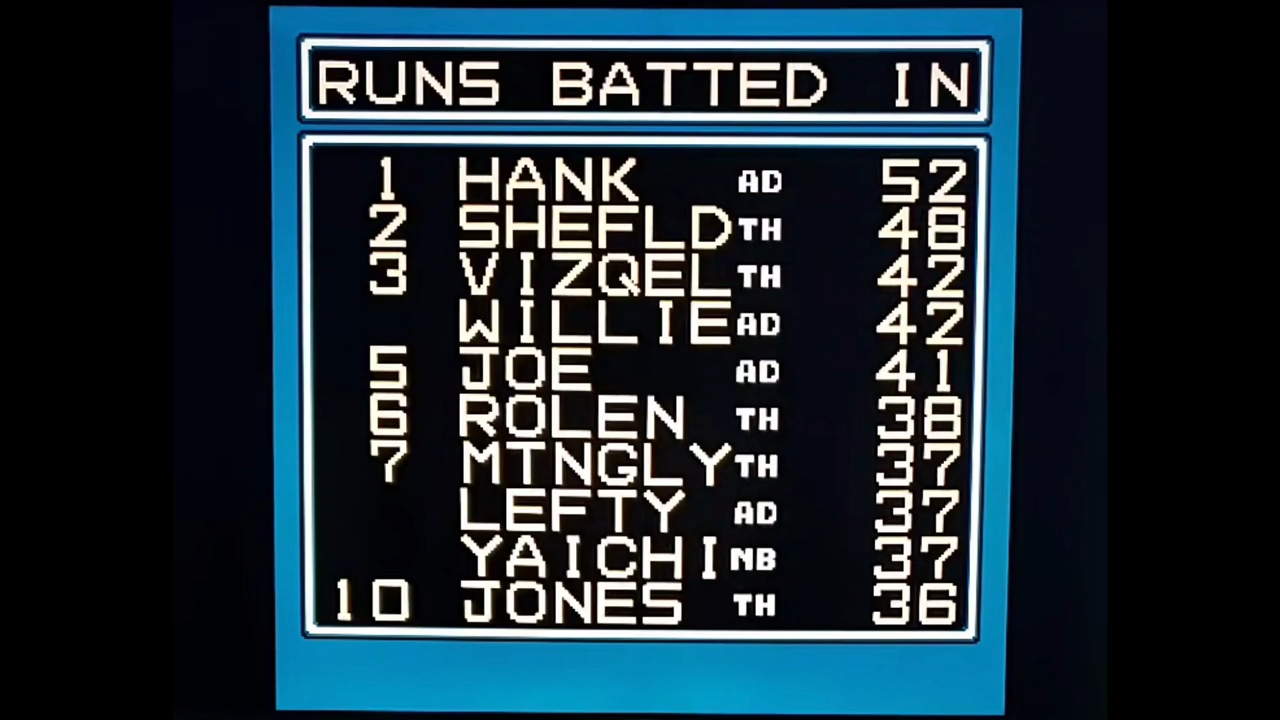 RUNS BATTED IN
1 HANK AD 52
2 SHEFLD TH 48
3 VIZQEL TH 42
WILLIE AD 42
5 JOE AD 41
6 ROLEN TH 38
7 MTNGLY TH 37
LEFTY AD 37
YAICHI NB 37
10 JONES TH 36